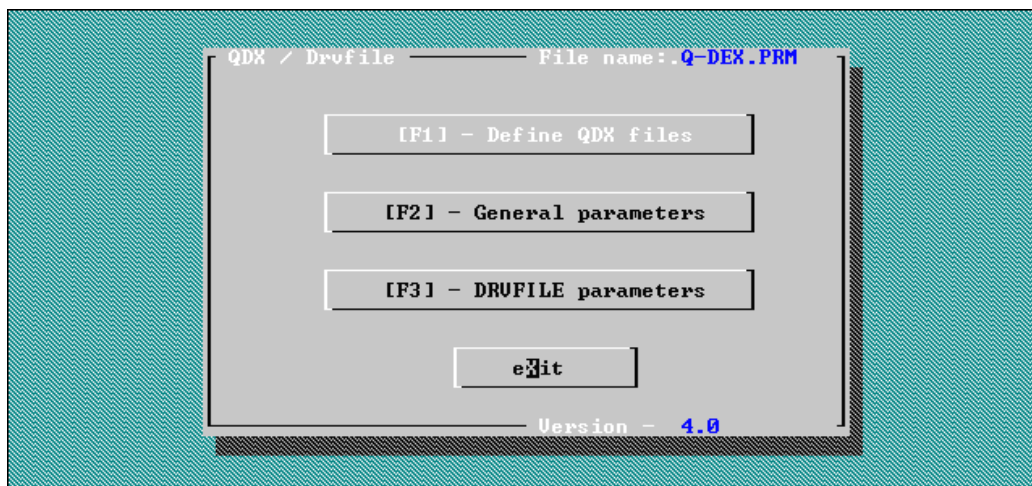 QDX / Drvfile File name:.Q-DEX.PRM
[F1] - Define QDX files
[F2] - General parameters
[F3] - DRVFILE parameters
eXit
Version - 4.0